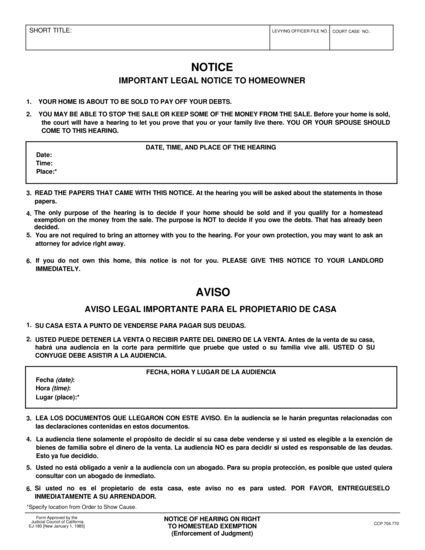 SHORT TITLE:
LEVYING OFFICER FILE NO.:
COURT CASE NO.:
NOTICE
IMPORTANT LEGAL NOTICE TO HOMEOWNER
1. YOUR HOME IS ABOUT TO BE SOLD TO PAY OFF YOUR DEBTS.
2. YOU MAY BE ABLE TO STOP THE SALE OR KEEP SOME OF THE MONEY FROM THE SALE. Before your home is sold,
the court will have a hearing to let you prove that you or your family live there. YOU OR YOUR SPOUSE SHOULD
COME TO THIS HEARING.
DATE, TIME, AND PLACE OF THE HEARING
Date:
Time:
Place:*
3. READ THE PAPERS THAT CAME WITH THIS NOTICE. At the hearing you will be asked about the statements in those
papers.
4. The only purpose of the hearing is to decide if your home should be sold and if you qualify for a homestead
exemption on the money from the sale. The purpose is NOT to decide if you owe the debts. That has already been
decided.
5. You are not required to bring an attorney with you to the hearing. For your own protection, you may want to ask an
attorney for advice right away.
6. If you do not own this home, this notice is not for you. PLEASE GIVE THIS NOTICE TO YOUR LANDLORD
IMMEDIATELY.
AVISO
AVISO LEGAL IMPORTANTE PARA EL PROPIETARIO DE CASA
1. SU CASA ESTA A PUNTO DE VENDERSE PARA PAGAR SUS DEUDAS.
2. USTED PUEDE DETENER LA VENTA O RECIBIR PARTE DEL DINERO DE LA VENTA. Antes de la venta de su casa,
habrá una audiencia en la corte para permitirle que pruebe que usted o su familia vive allí. USTED O SU
CONYUGE DEBE ASISTIR A LA AUDIENCIA.
FECHA, HORA Y LUGAR DE LA AUDIENCIA
Fecha (date):
Hora (time):
Lugar (place):*
3. LEA LOS DOCUMENTOS QUE LLEGARON CON ESTE AVISO. En la audiencia se le harán preguntas relacionadas con
las declaraciones contenidas en estos documentos.
4. La audiencia tiene solamente el propósito de decidir si su casa debe venderse y si usted es elegible a la exención de
bienes de familia sobre el dinero de la venta. La audiencia NO es para decidir si usted es responsable de las deudas.
Esto ya fue decidido.
5. Usted no está obligado a venir a la audiencia con un abogado. Para su propia protección, es posible que usted quiera
consultar con un abogado de inmediato.
6. Si usted no es el propietario de esta casa, este aviso no es para usted. POR FAVOR, ENTREGUESELO
INMEDIATAMENTE A SU ARRENDADOR.
*Specify location from Order to Show Cause.
Form Approved by the
Judicial Council of California
EJ-180 [New January 1, 1985]
NOTICE OF HEARING ON RIGHT
TO HOMESTEAD EXEMPTION
(Enforcement of Judgment)
CCP 704.770